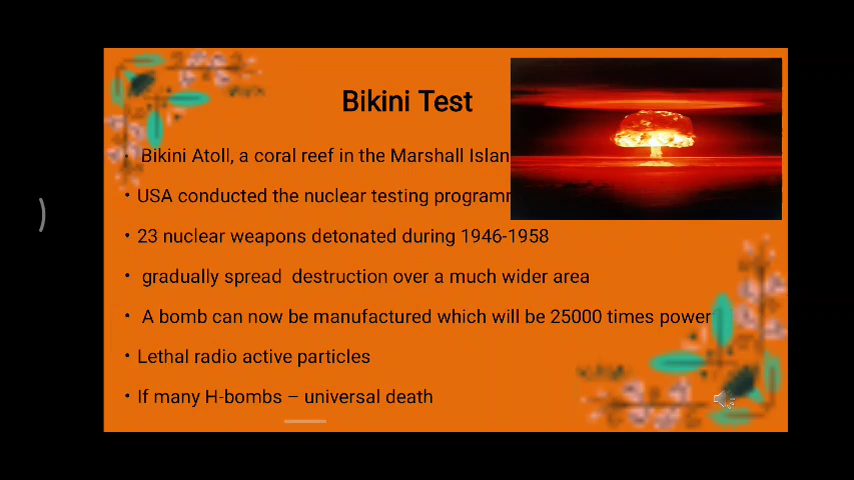 Bikini Test
• Bikini Atoll, a coral reef in the Marshall Islan
• USA conducted the nuclear testing program
• 23 nuclear weapons detonated during 1946-1958
• gradually spread destruction over a much wider area
• A bomb can now be manufactured which will be 25000 times power
• Lethal radio active particles
• If many H-bombs – universal death